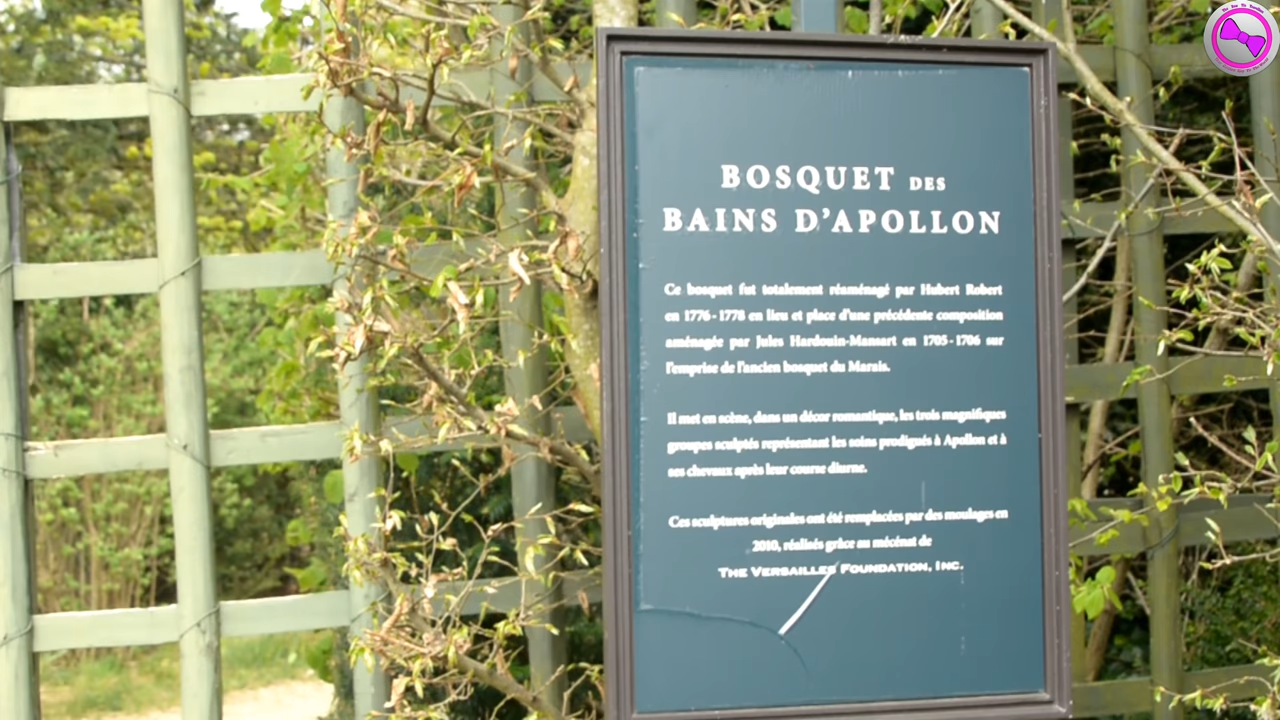 BOSQUET DES
BAINS D'APOLLON
Ce bosquet fut totalement réaménagé par Hubert Robert
en 1776-1778 en lieu et place d'une précédente composition
aménagée par Jules Hardouin-Mansart en 1705-1706 sur
l'emprise de l'ancien bosquet du Marais.
Il met en scène, dans un décor romantique, les trois magnifiques
groupes sculptés représentant les soins prodigués à Apollon et à
ses chevaux après leur course diurne.
Ces sculptures originales ont été remplacées par des moulages en
2010, réalisés grâce au mécénat de
THE VERSAILLES FOUNDATION, INC.